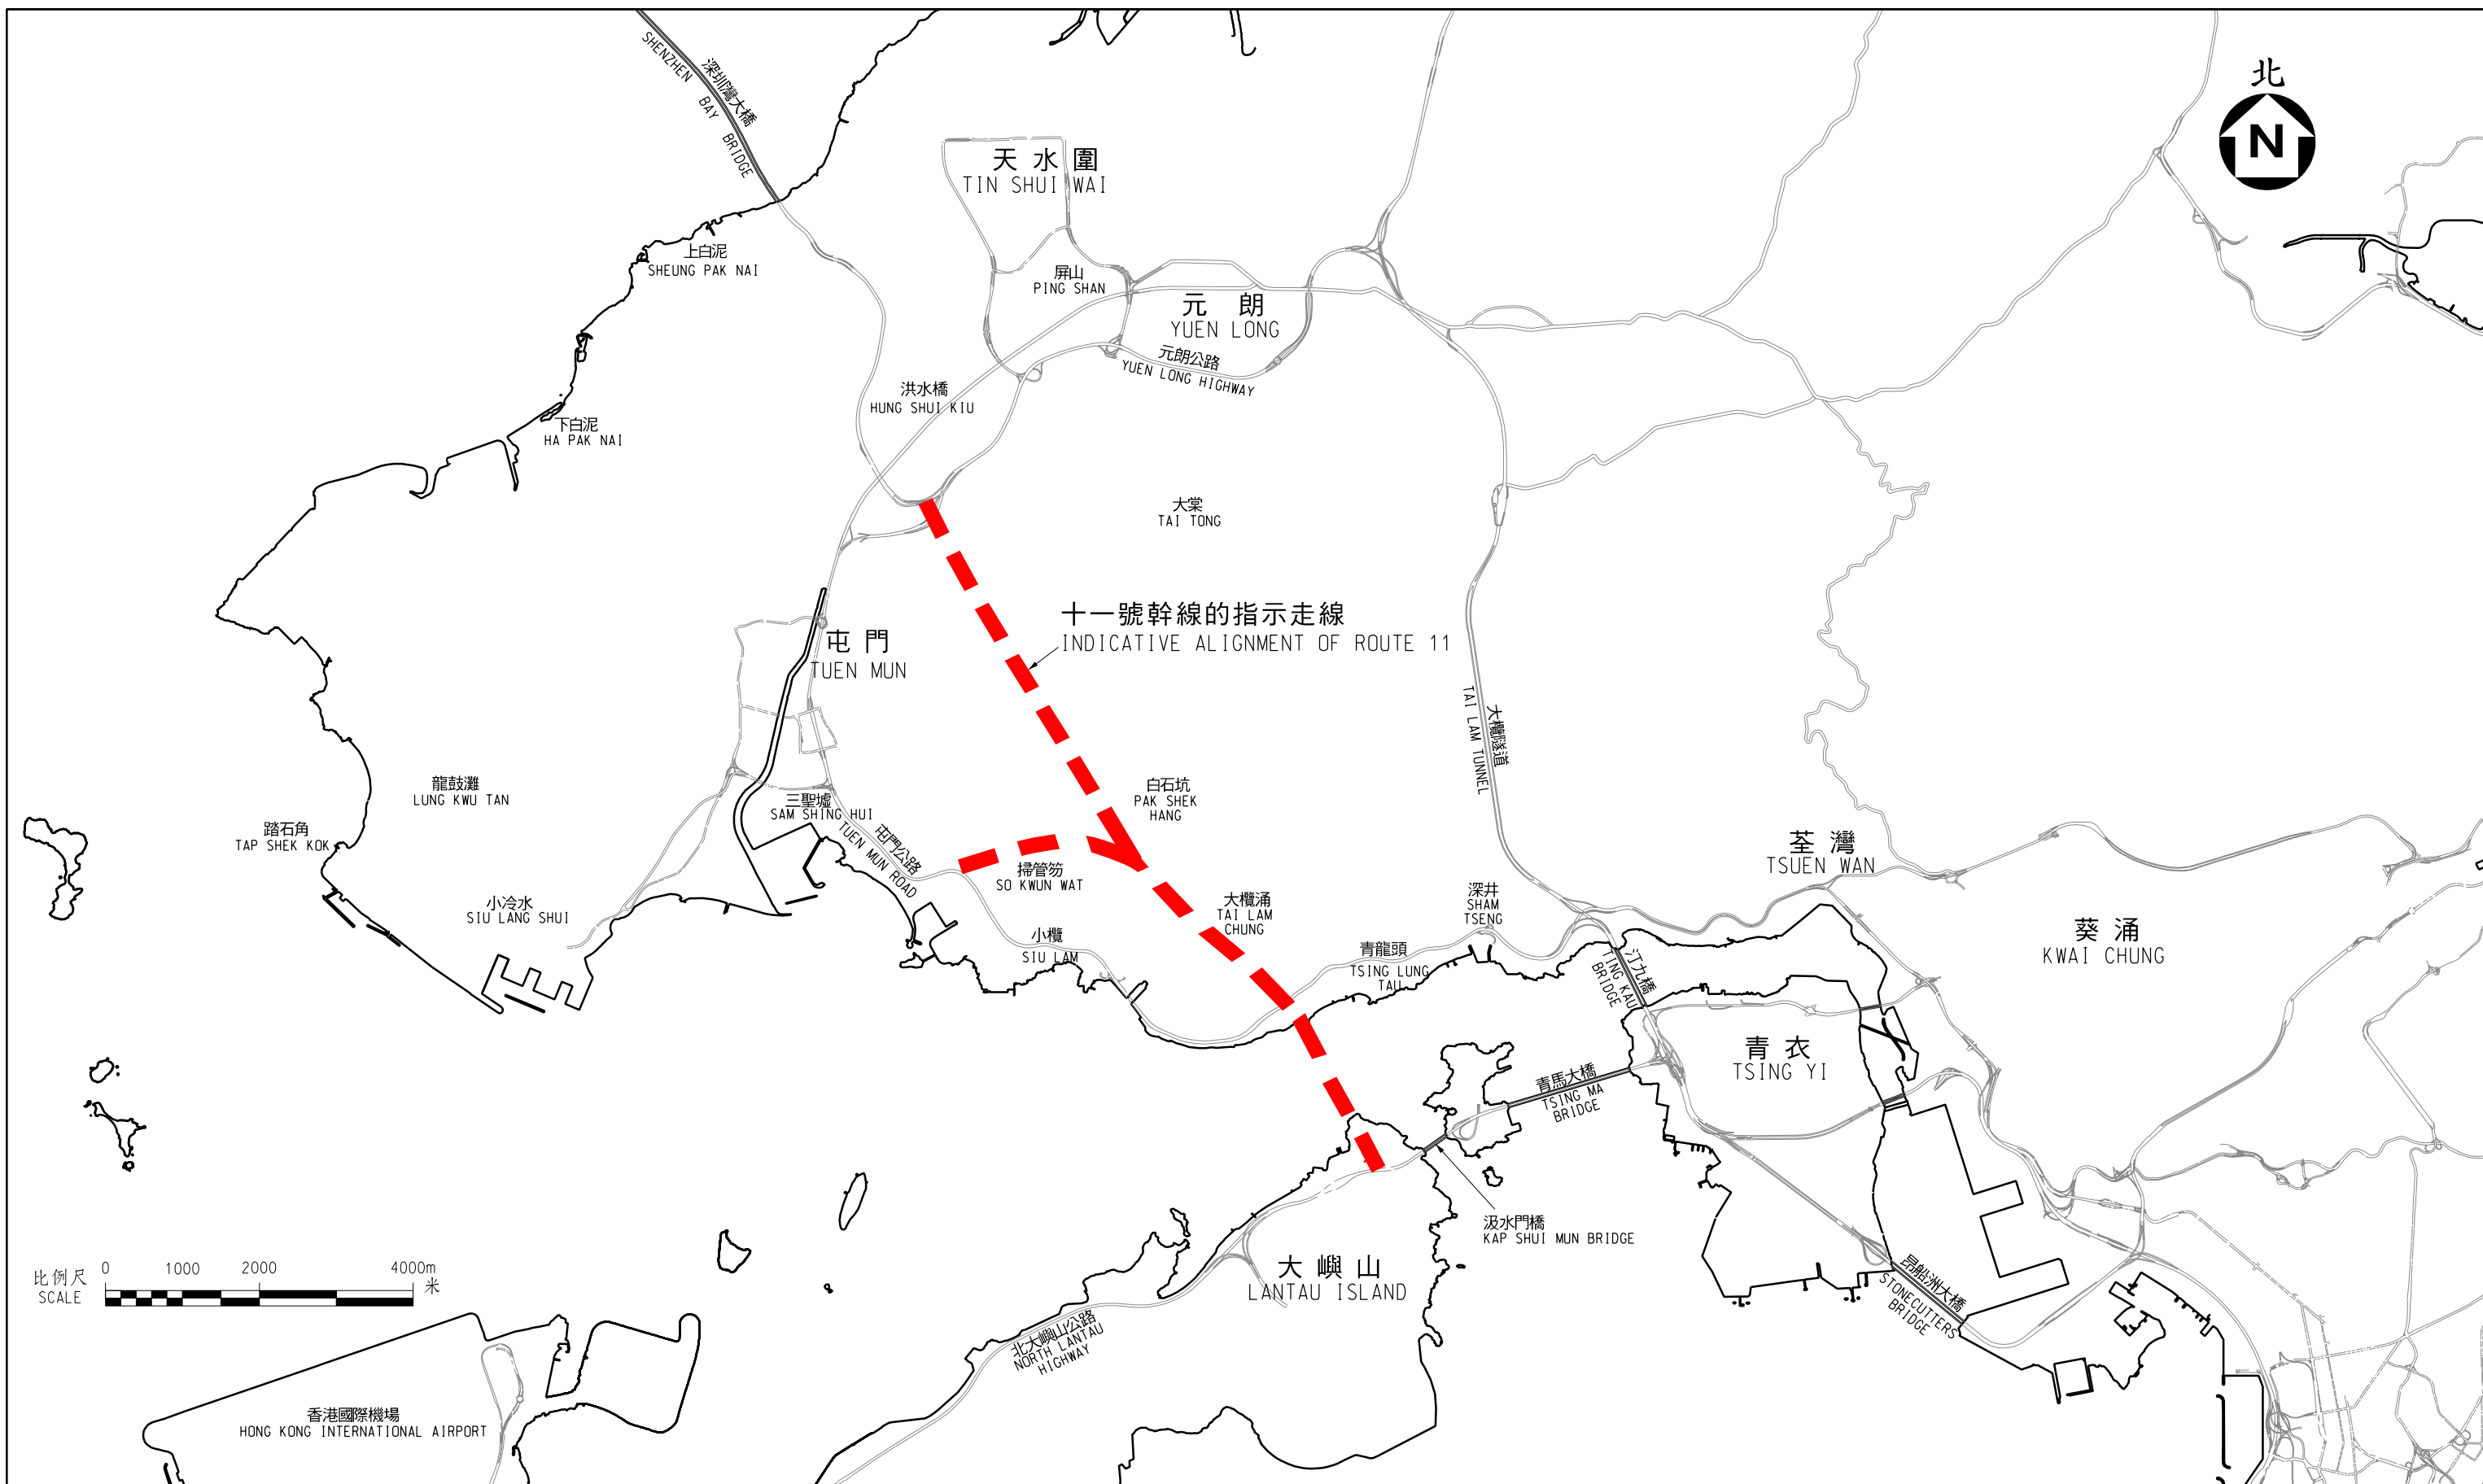 北
N
深圳灣大橋
SHENZHEN BAY BRIDGE
天水圍
TIN SHUI WAI
上白泥
SHEUNG PAK NAI
屏山
PING SHAN
元朗
YUEN LONG
元朗公路
YUEN LONG HIGHWAY
洪水橋
HUNG SHUI KIU
下白泥
HA PAK NAI
大棠
TAI TONG
十一號幹線的指示走線
INDICATIVE ALIGNMENT OF ROUTE 11
屯門
TUEN MUN
大欖隧道
TAI LAM TUNNEL
龍鼓灘
LUNG KWU TAN
白石坑
PAK SHEK
HANG
三聖墟
SAM SHING HUI
踏石角
TAP SHEK KOK
屯門公路
TUEN MUN ROAD
掃管笏
SO KWUN WAT
荃灣
TSUEN WAN
小冷水
SIU LANG SHUI
大欖涌
TAI LAM
CHUNG
深井
SHAM
TSENG
小欖
SIU LAM
青龍頭
TSING LUNG
TAU
汀九橋
TING KAU
BRIDGE
葵涌
KWAI CHUNG
青衣
TSING YI
青馬大橋
TSING MA
BRIDGE
汲水門橋
KAP SHUI MUN BRIDGE
大嶼山
LANTAU ISLAND
昂船洲大橋
STONECUTTERS
BRIDGE
北大嶼山公路
NORTH LANTAU
HIGHWAY
比例尺
SCALE
0 1000 2000 4000m
米
香港國際機場
HONG KONG INTERNATIONAL AIRPORT